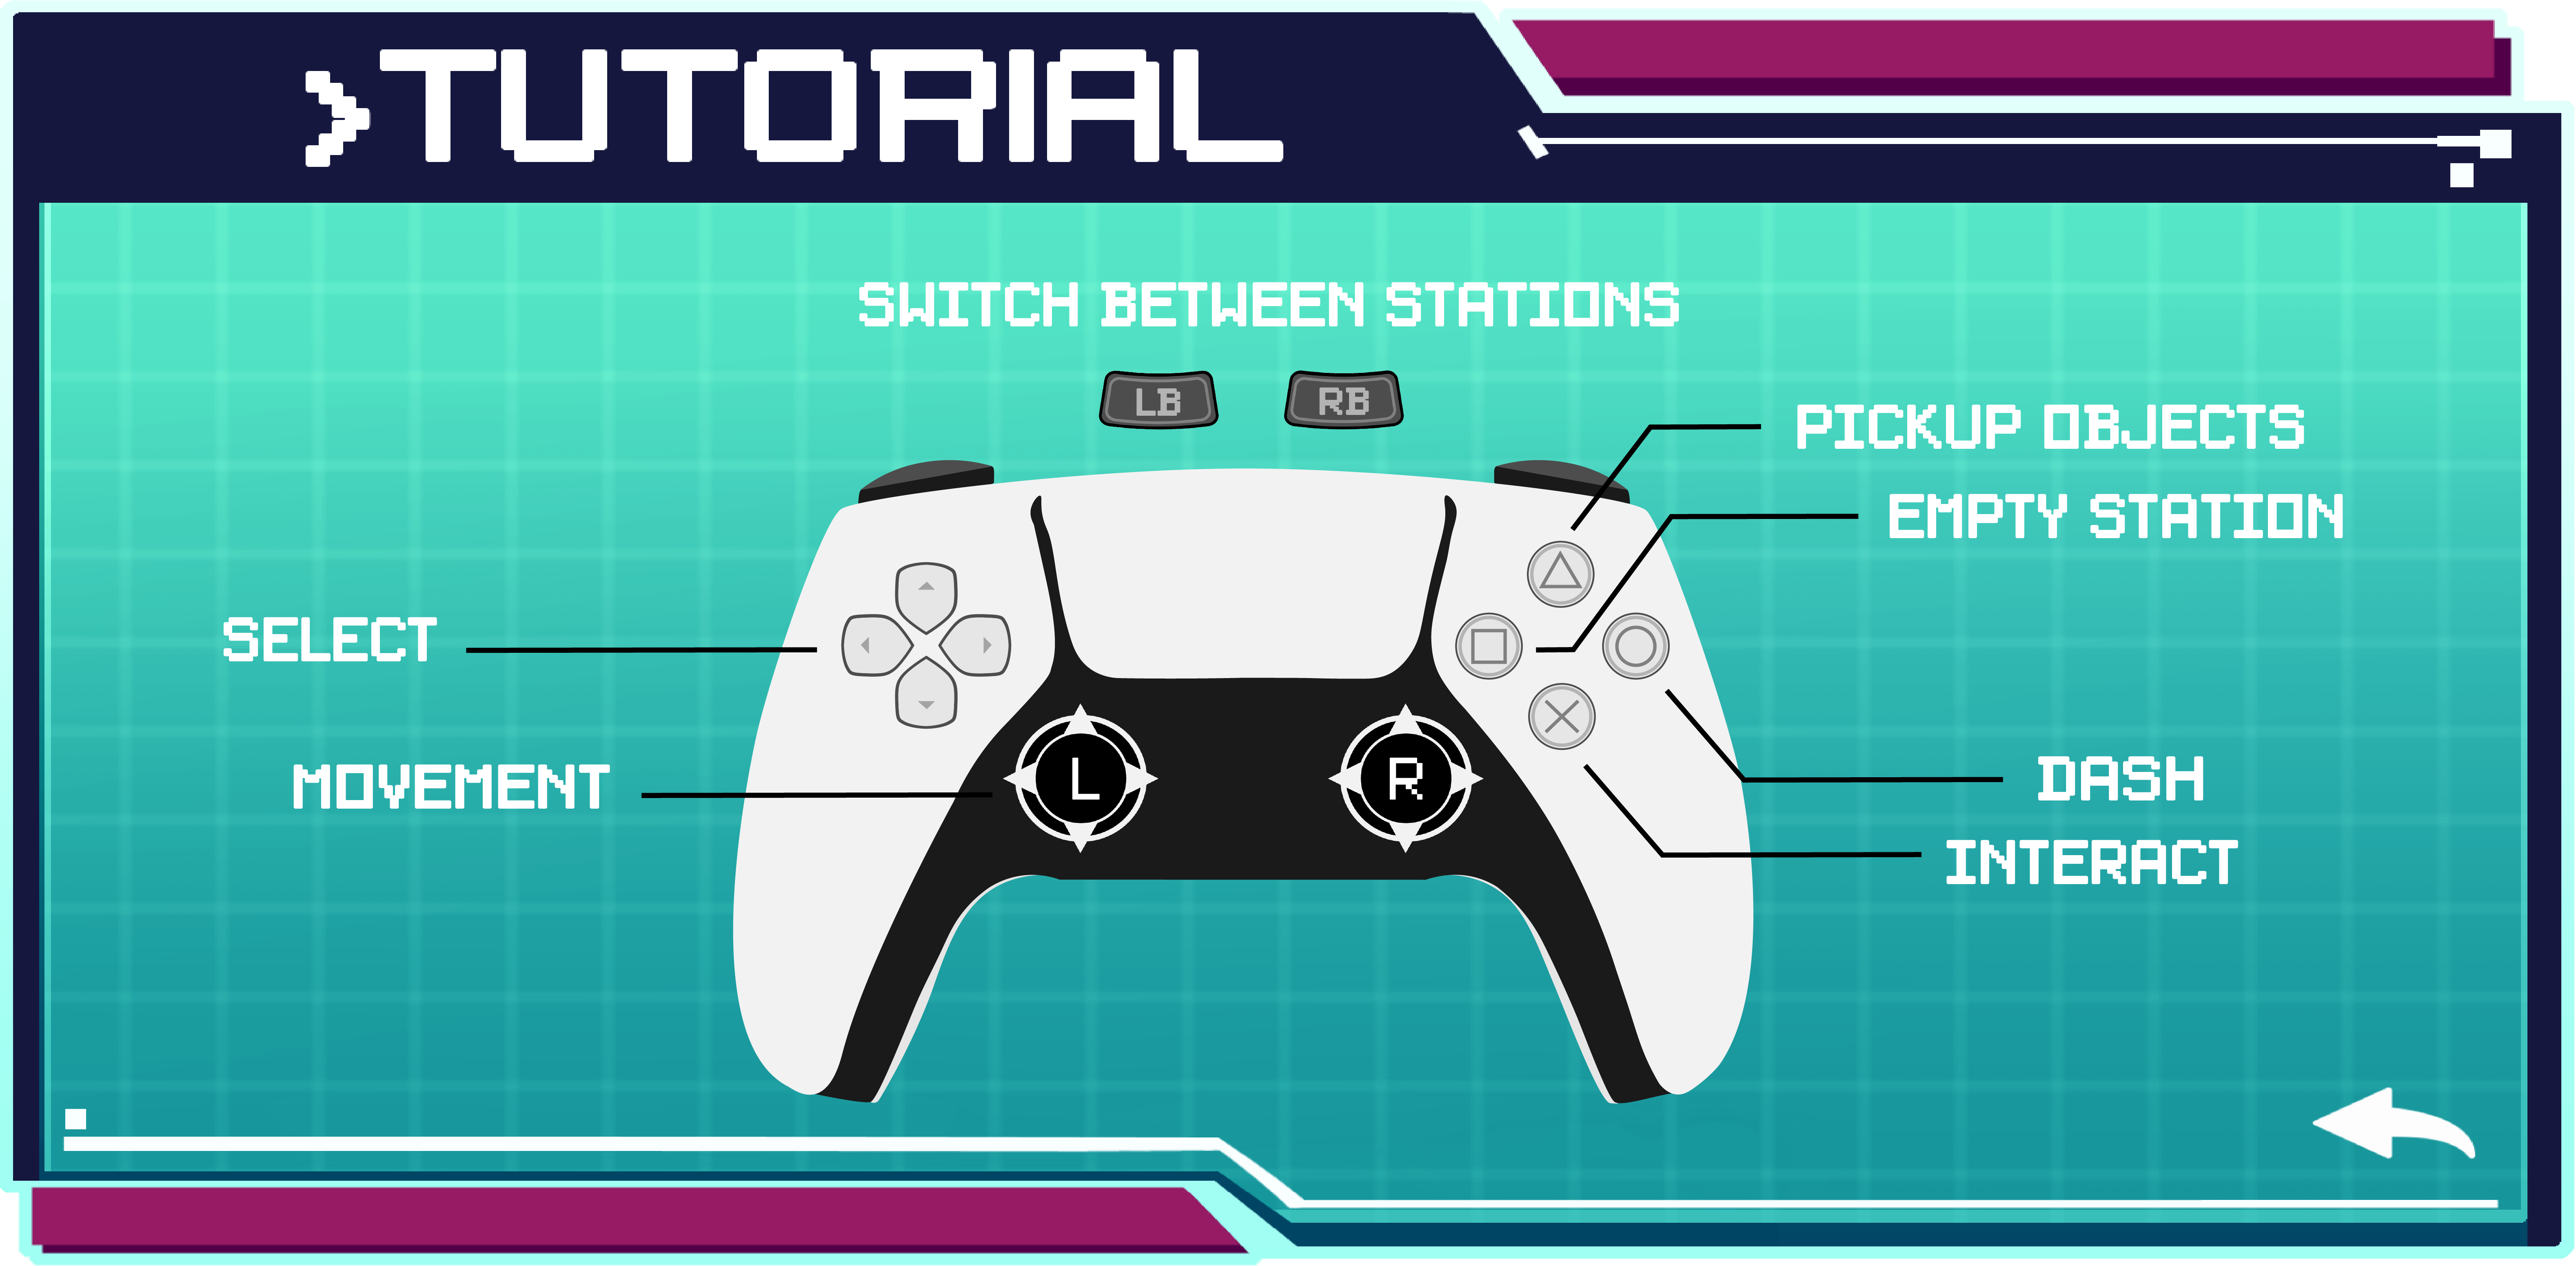 >TUTORIAL
SWITCH BETWEEN STATIONS
LB RB
PICKUP OBJECTS
EMPTY STATION
SELECT
MOVEMENT
L R
DASH
INTERACT